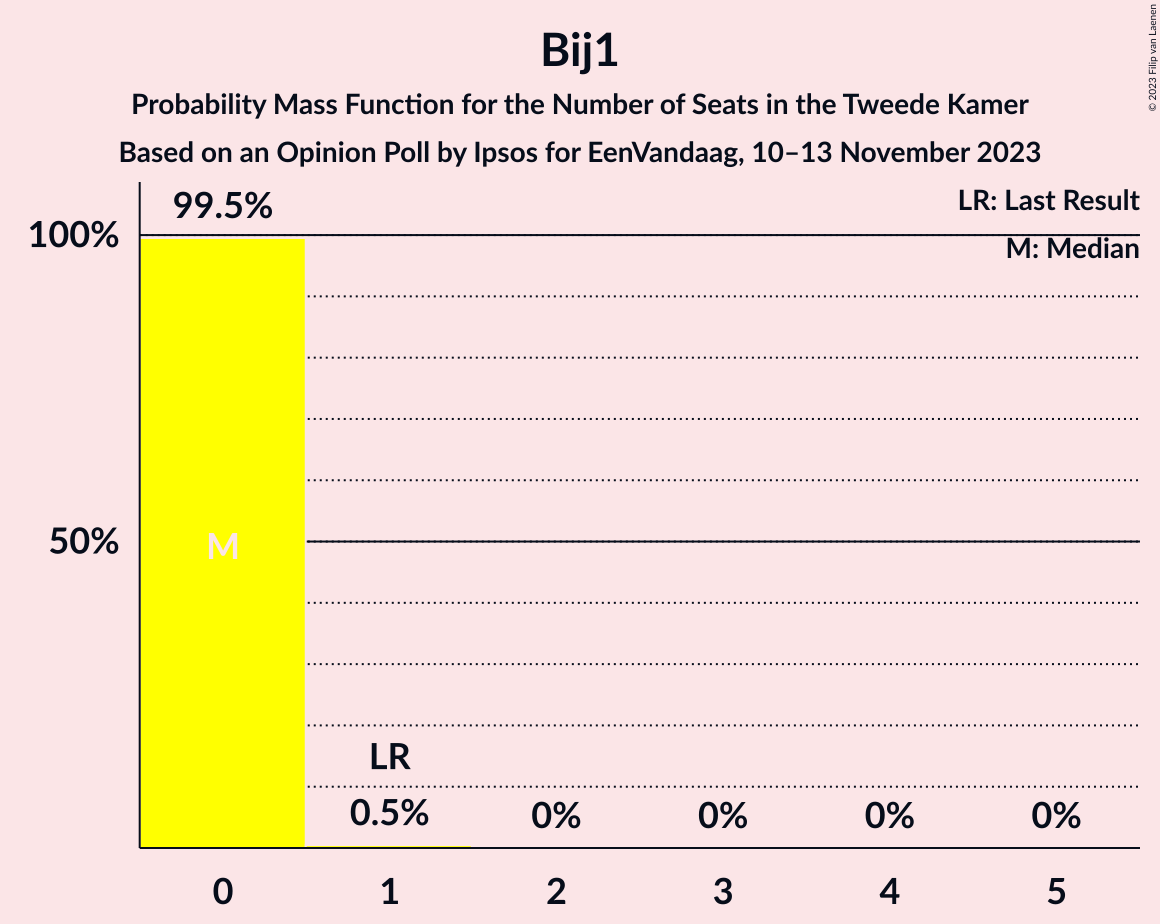 Bij1
Probability Mass Function for the Number of Seats in the Tweede Kamer
Based on an Opinion Poll by Ipsos for EenVandaag, 10–13 November 2023
© 2023 Filip van Laenen
LR: Last Result
M: Median
99.5%
100%
50%
M
LR
0.5%
0%
0%
0%
0%
0
1
2
3
4
5